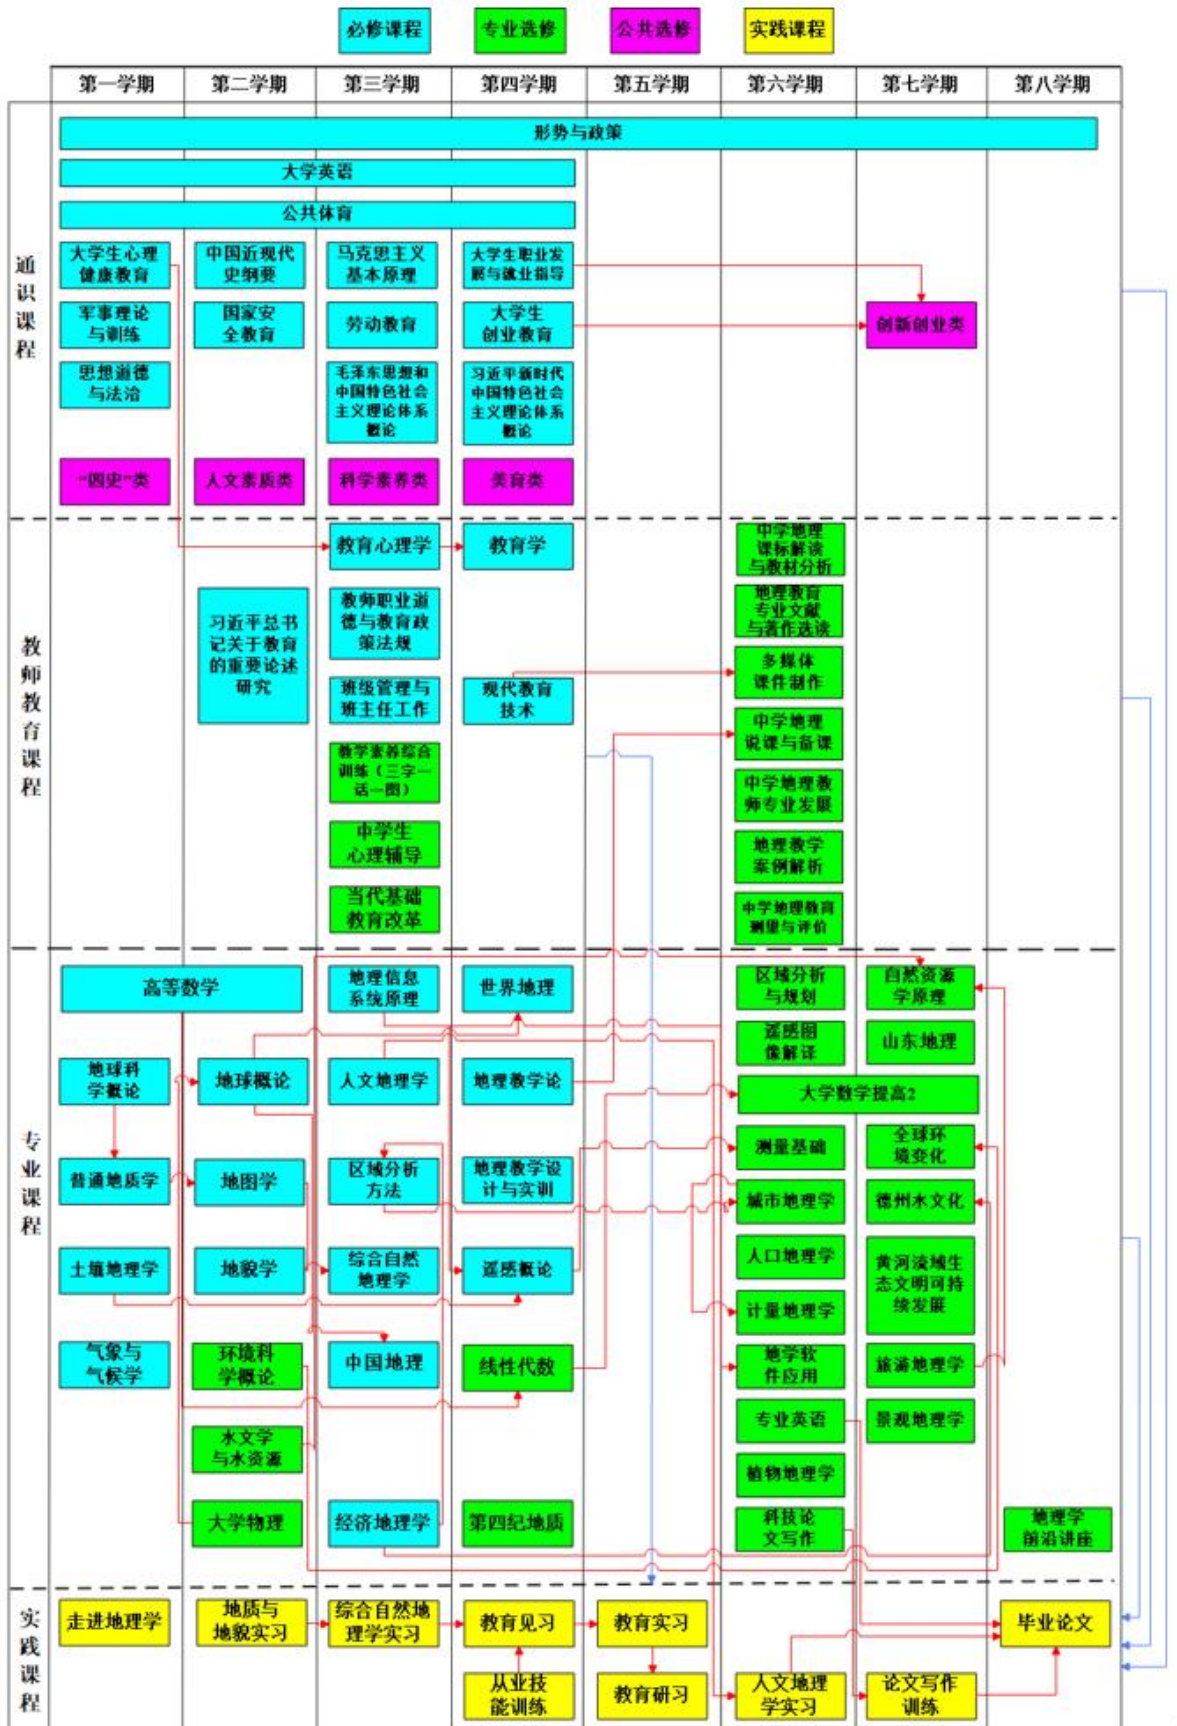 必修课程
专业选修
公共选修
实践课程
第一学期
第二学期
第三学期
第四学期
第五学期
第六学期
第七学期
第八学期
通识课程
形势与政策
大学英语
公共体育
大学生心理
健康教育
中国近现代
史纲要
马克思主义
基本原理
大学生职业发
展与就业指导
军事理论
与训练
国家安
全教育
劳动教育
大学生
创业教育
创新创业类
思想道德
与法治
毛泽东思想和
中国特色社会
主义理论体系
概论
习近平新时代
中国特色社会
主义理论体系
概论
“四史”类
人文素质类
科学素养类
美育类
教师教育课程
教育心理学
教育学
中学地理
课标解读
与教材分析
习近平总书
记关于教育
的重要论述
研究
教师职业道
德与教育政
策法规
地理教育
专业文献
与著作选读
班级管理与
班主任工作
现代教育
技术
多媒体
课件制作
教学素养综合
训练（三字一
话一图）
中学地理
说课与备课
中学地理教
师专业发展
中学生
心理辅导
地理教学
案例解析
当代基础
教育改革
中学地理教育
测量与评价
专业课程
高等数学
地理信息
系统原理
世界地理
区域分析
与规划
自然资源
学原理
遥感图
像解译
山东地理
地球科
学概论
地球概论
人文地理学
地理教学论
大学数学提高2
普通地质学
地图学
区域分析
方法
地理教学设
计与实训
测量基础
全球环
境变化
城市地理学
德州水文化
土壤地理学
地貌学
综合自然
地理学
遥感概论
人口地理学
黄河流域生
态文明可持
续发展
计量地理学
气象与
气候学
环境科
学概论
中国地理
线性代数
地学软
件应用
旅游地理学
专业英语
景观地理学
水文学
与水资源
植物地理学
大学物理
经济地理学
第四纪地质
科技论
文写作
地理学
前沿讲座
实践课程
走进地理学
地质与
地貌实习
综合自然地
理学实习
教育见习
教育实习
毕业论文
从业技
能训练
教育研习
人文地理
学实习
论文写作
训练